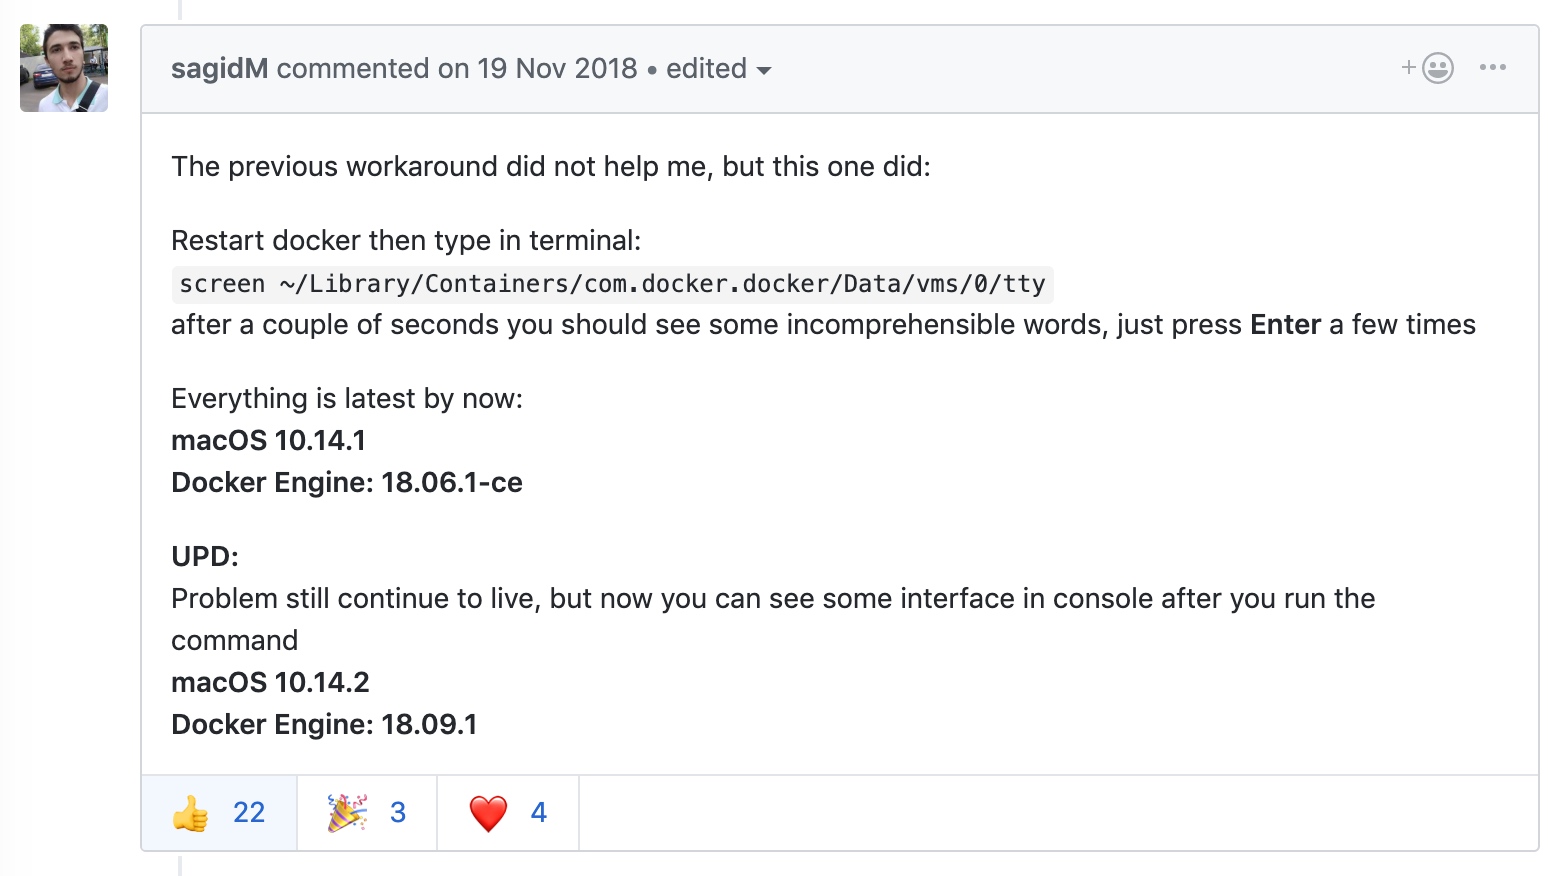 sagidM commented on 19 Nov 2018 • edited
The previous workaround did not help me, but this one did:
Restart docker then type in terminal:
screen ~/Library/Containers/com.docker.docker/Data/vms/0/tty
after a couple of seconds you should see some incomprehensible words, just press Enter a few times
Everything is latest by now:
macOS 10.14.1
Docker Engine: 18.06.1-ce
UPD:
Problem still continue to live, but now you can see some interface in console after you run the
command
macOS 10.14.2
Docker Engine: 18.09.1
👍 22 🎉 3 ❤️ 4